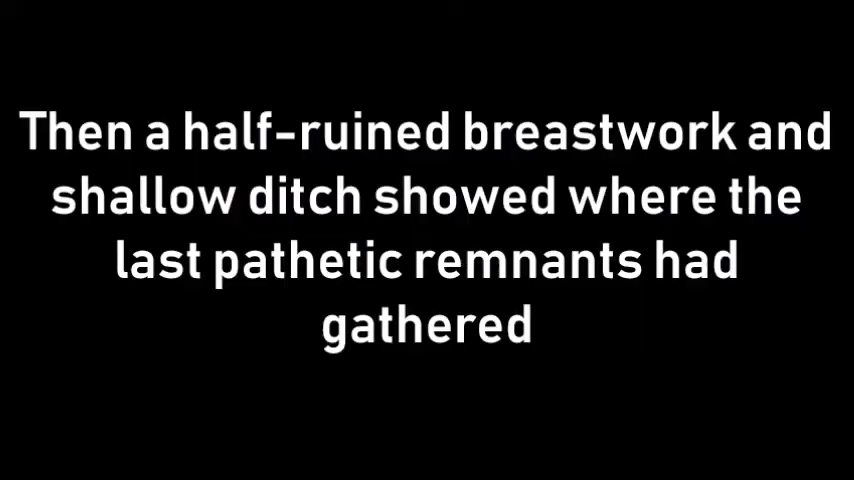 Then a half-ruined breastwork and
shallow ditch showed where the
last pathetic remnants had
gathered